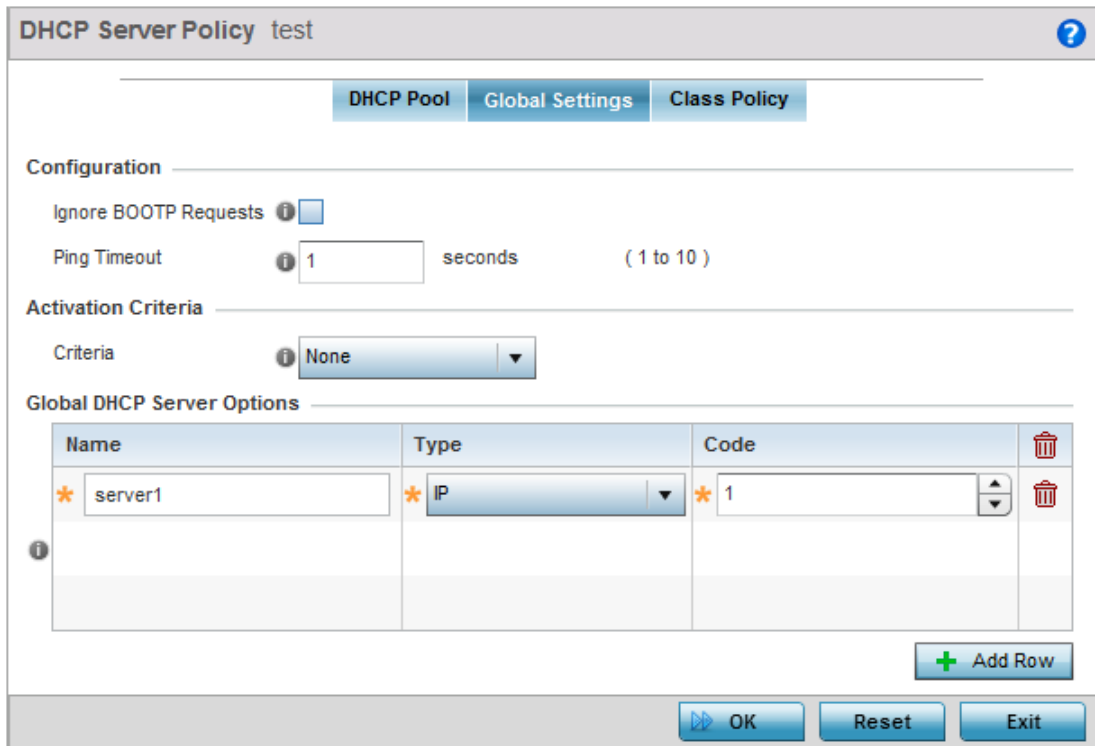 DHCP Server Policy test
?
DHCP Pool Global Settings Class Policy
Configuration
Ignore BOOTP Requests i
Ping Timeout i 1 seconds ( 1 to 10 )
Activation Criteria
Criteria i None
Global DHCP Server Options
Name Type Code
* server1 * IP * 1
i
+ Add Row
OK Reset Exit